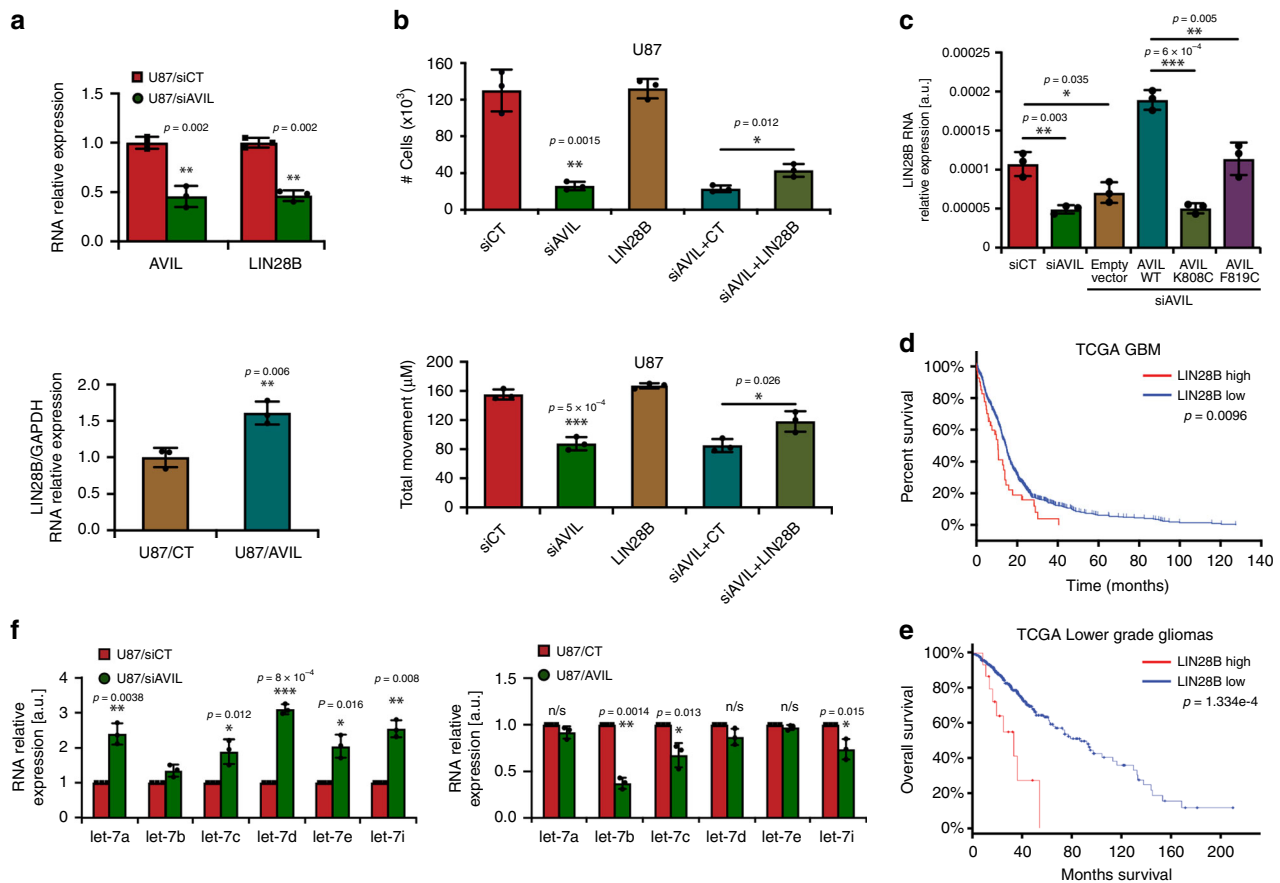 a
U87/siCT
U87/siAVIL
RNA relative expression
1.5
1.0
0.5
0.0
p = 0.002
**
p = 0.002
**
AVIL
LIN28B
LIN28B/GAPDH
RNA relative expression
2.0
1.5
1.0
0.5
0.0
p = 0.006
**
U87/CT
U87/AVIL
b
U87
# Cells (×10³)
160
120
80
40
0
p = 0.0015
**
p = 0.012
*
siCT
siAVIL
LIN28B
siAVIL+CT
siAVIL+LIN28B
U87
Total movement (μM)
200
160
120
80
40
0
p = 5 × 10⁻⁴
***
p = 0.026
*
siCT
siAVIL
LIN28B
siAVIL+CT
siAVIL+LIN28B
c
LIN28B RNA
relative expression [a.u.]
0.00025
0.0002
0.00015
0.0001
0.00005
0
p = 0.005
**
p = 6 × 10⁻⁴
***
p = 0.035
*
p = 0.003
**
siCT
siAVIL
Empty
vector
AVIL
WT
AVIL
K808C
AVIL
F819C
siAVIL
d
TCGA GBM
LIN28B high
LIN28B low
p = 0.0096
Percent survival
100%
80%
60%
40%
20%
0%
0 20 40 60 80 100 120 140
Time (months)
e
TCGA Lower grade gliomas
LIN28B high
LIN28B low
p = 1.334e-4
Overall survival
100%
80%
60%
40%
20%
0%
0 40 80 120 160 200
Months survival
f
U87/siCT
U87/siAVIL
RNA relative
expression [a.u.]
4
3
2
1
0
p = 0.0038
**
p = 0.012
*
p = 8 × 10⁻⁴
***
p = 0.016
*
p = 0.008
**
let-7a let-7b let-7c let-7d let-7e let-7i
U87/CT
U87/AVIL
RNA relative
expression [a.u.]
1.5
1.0
0.5
0.0
n/s
p = 0.0014
**
p = 0.013
*
n/s
n/s
p = 0.015
*
let-7a let-7b let-7c let-7d let-7e let-7i